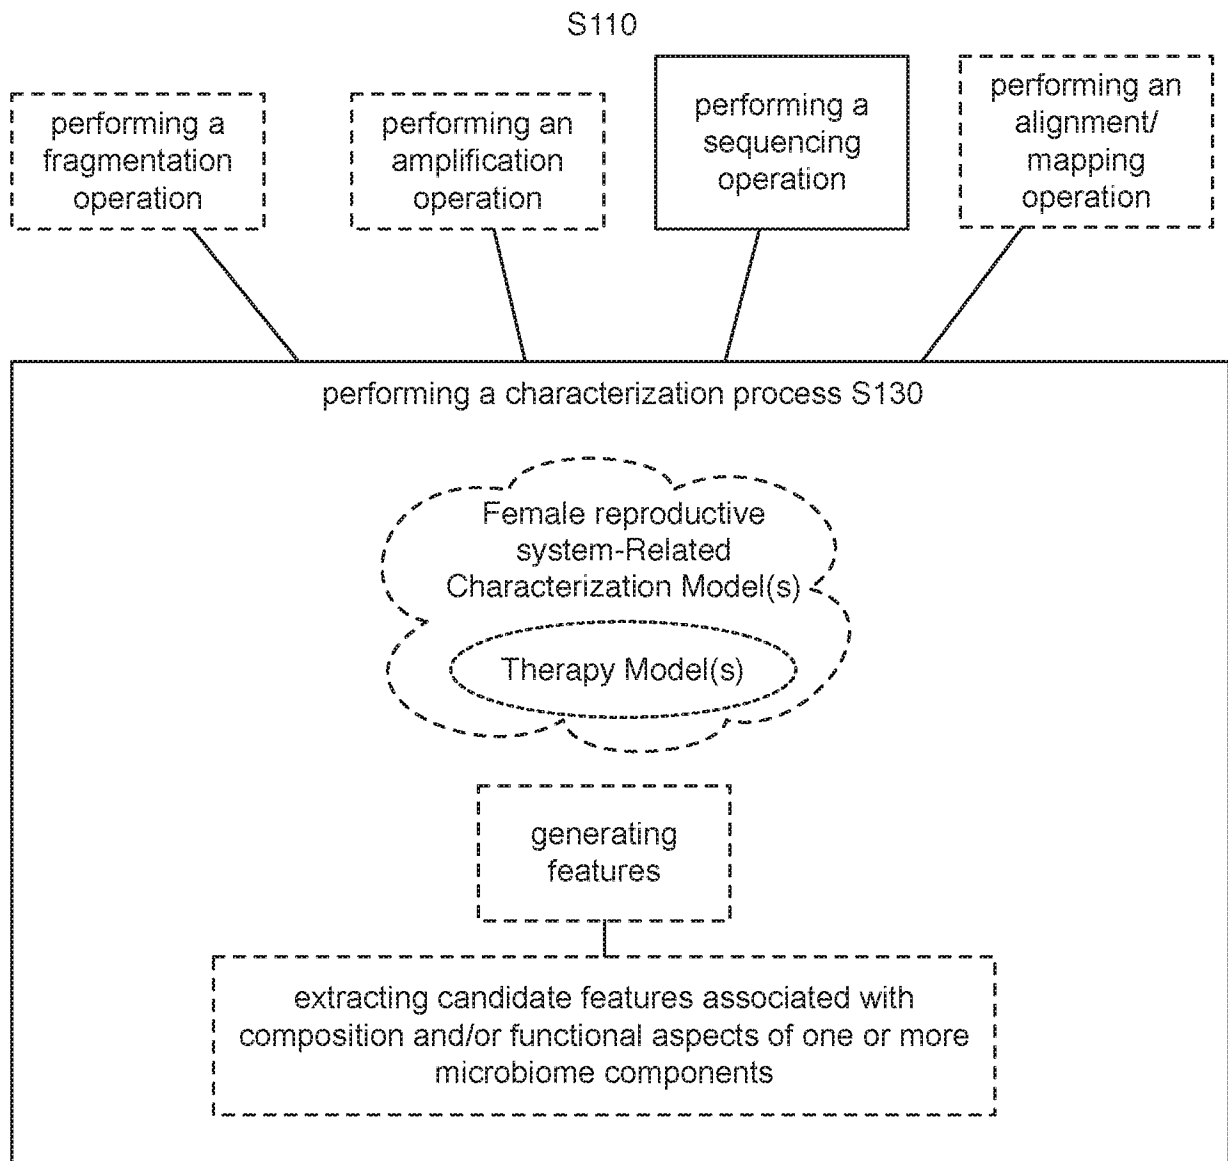 S110
performing a
fragmentation
operation
performing an
amplification
operation
performing a
sequencing
operation
performing an
alignment/
mapping
operation
performing a characterization process S130
Female reproductive
system-Related
Characterization Model(s)
Therapy Model(s)
generating
features
extracting candidate features associated with
composition and/or functional aspects of one or more
microbiome components